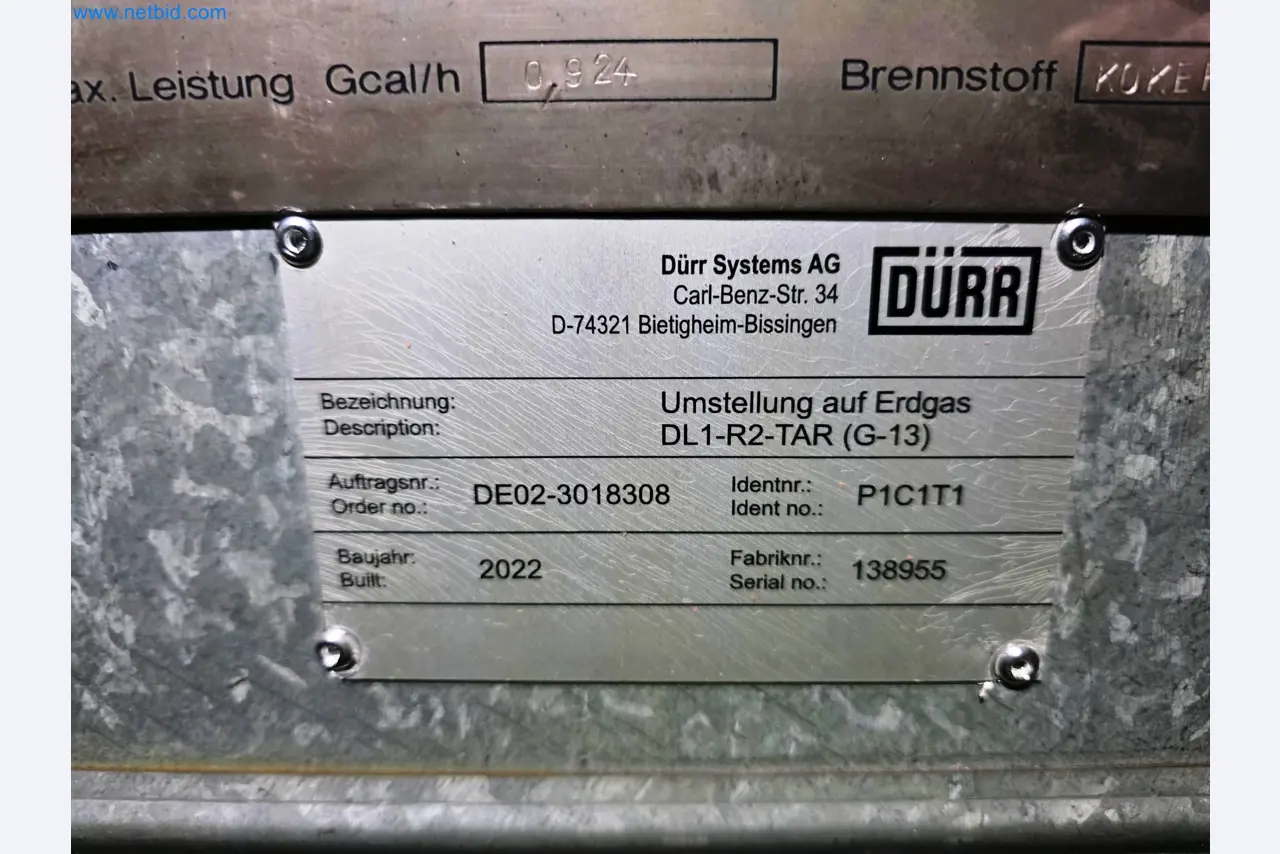 www.netbid.com
ax. Leistung Gcal/h 0,924 Brennstoff KOKE
Dürr Systems AG
Carl-Benz-Str. 34
D-74321 Bietigheim-Bissingen
DÜRR
Bezeichnung: Umstellung auf Erdgas
Description: DL1-R2-TAR (G-13)
Auftragsnr.: Identnr.:
Order no.: DE02-3018308 Ident no.: P1C1T1
Baujahr: Fabriknr.:
Built: 2022 Serial no.: 138955